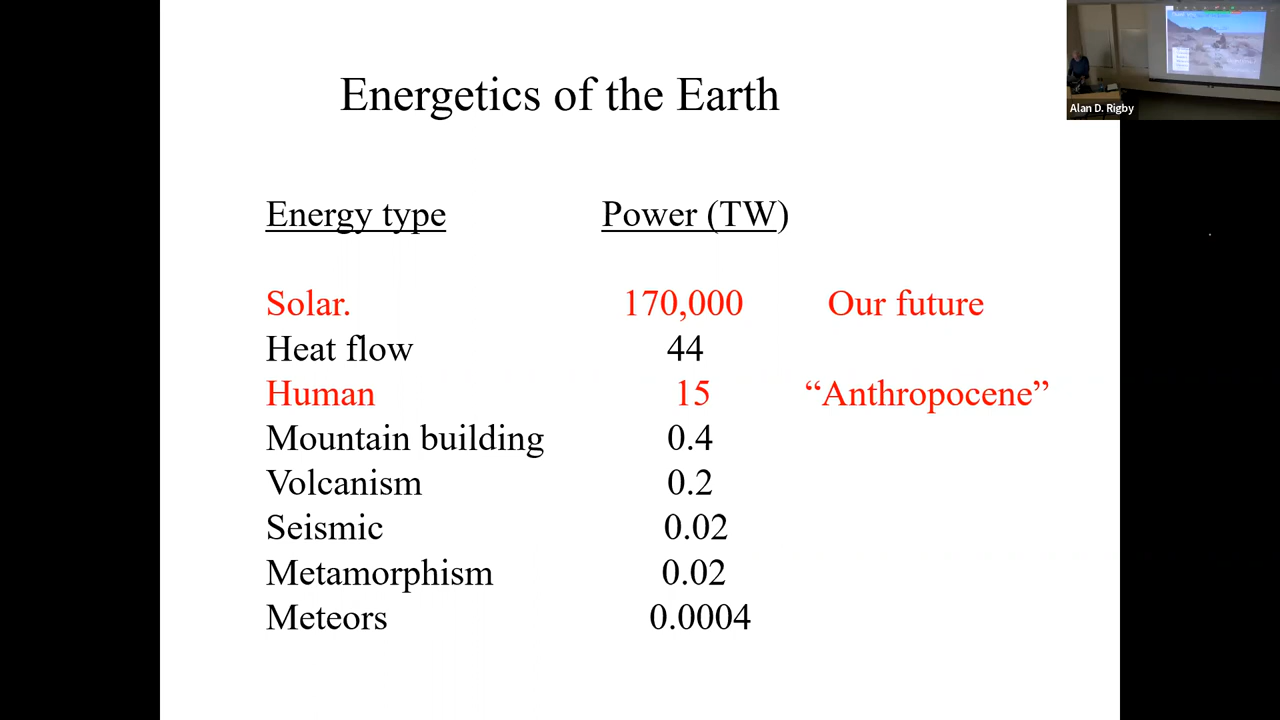 Energetics of the Earth
Alan D. Rigby
Energy type Power (TW)
Solar. 170,000 Our future
Heat flow 44
Human 15 “Anthropocene”
Mountain building 0.4
Volcanism 0.2
Seismic 0.02
Metamorphism 0.02
Meteors 0.0004